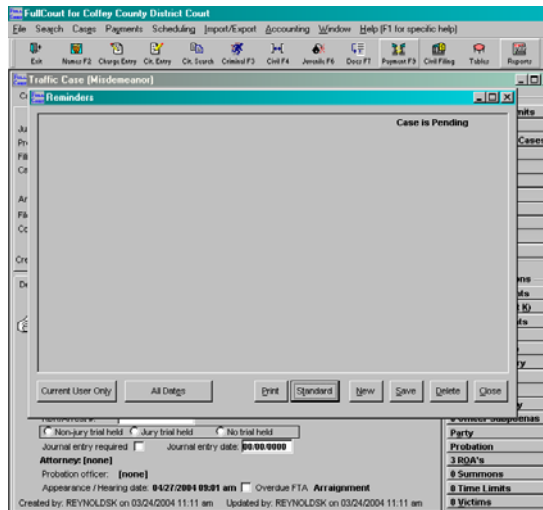 FullCourt for Coffey County District Court
File Search Cases Payments Scheduling Import/Export Accounting Window Help (F1 for specific help)
Exit Names F2 Charge Entry Cit. Entry Cit. Search Criminal F3 Civil F4 Juvenile F6 Docs F7 Payment F9 Civil Filing Tables Reports
Traffic Case (Misdemeanor)
Reminders
Case is Pending
Cases
Current User Only All Dates Print Standard New Save Delete Close
Non-jury trial held Jury trial held No trial held
Journal entry required Journal entry date: 00/00/0000
Attorney: [none]
Probation officer: [none]
Appearance / Hearing date: 04/27/2004 09:01 am Overdue FTA Arraignment
Created by: REYNOLDSK on 03/24/2004 11:11 am Updated by: REYNOLDSK on 03/24/2004 11:11 am
Party
Probation
3 ROA's
0 Summons
0 Time Limits
0 Victims